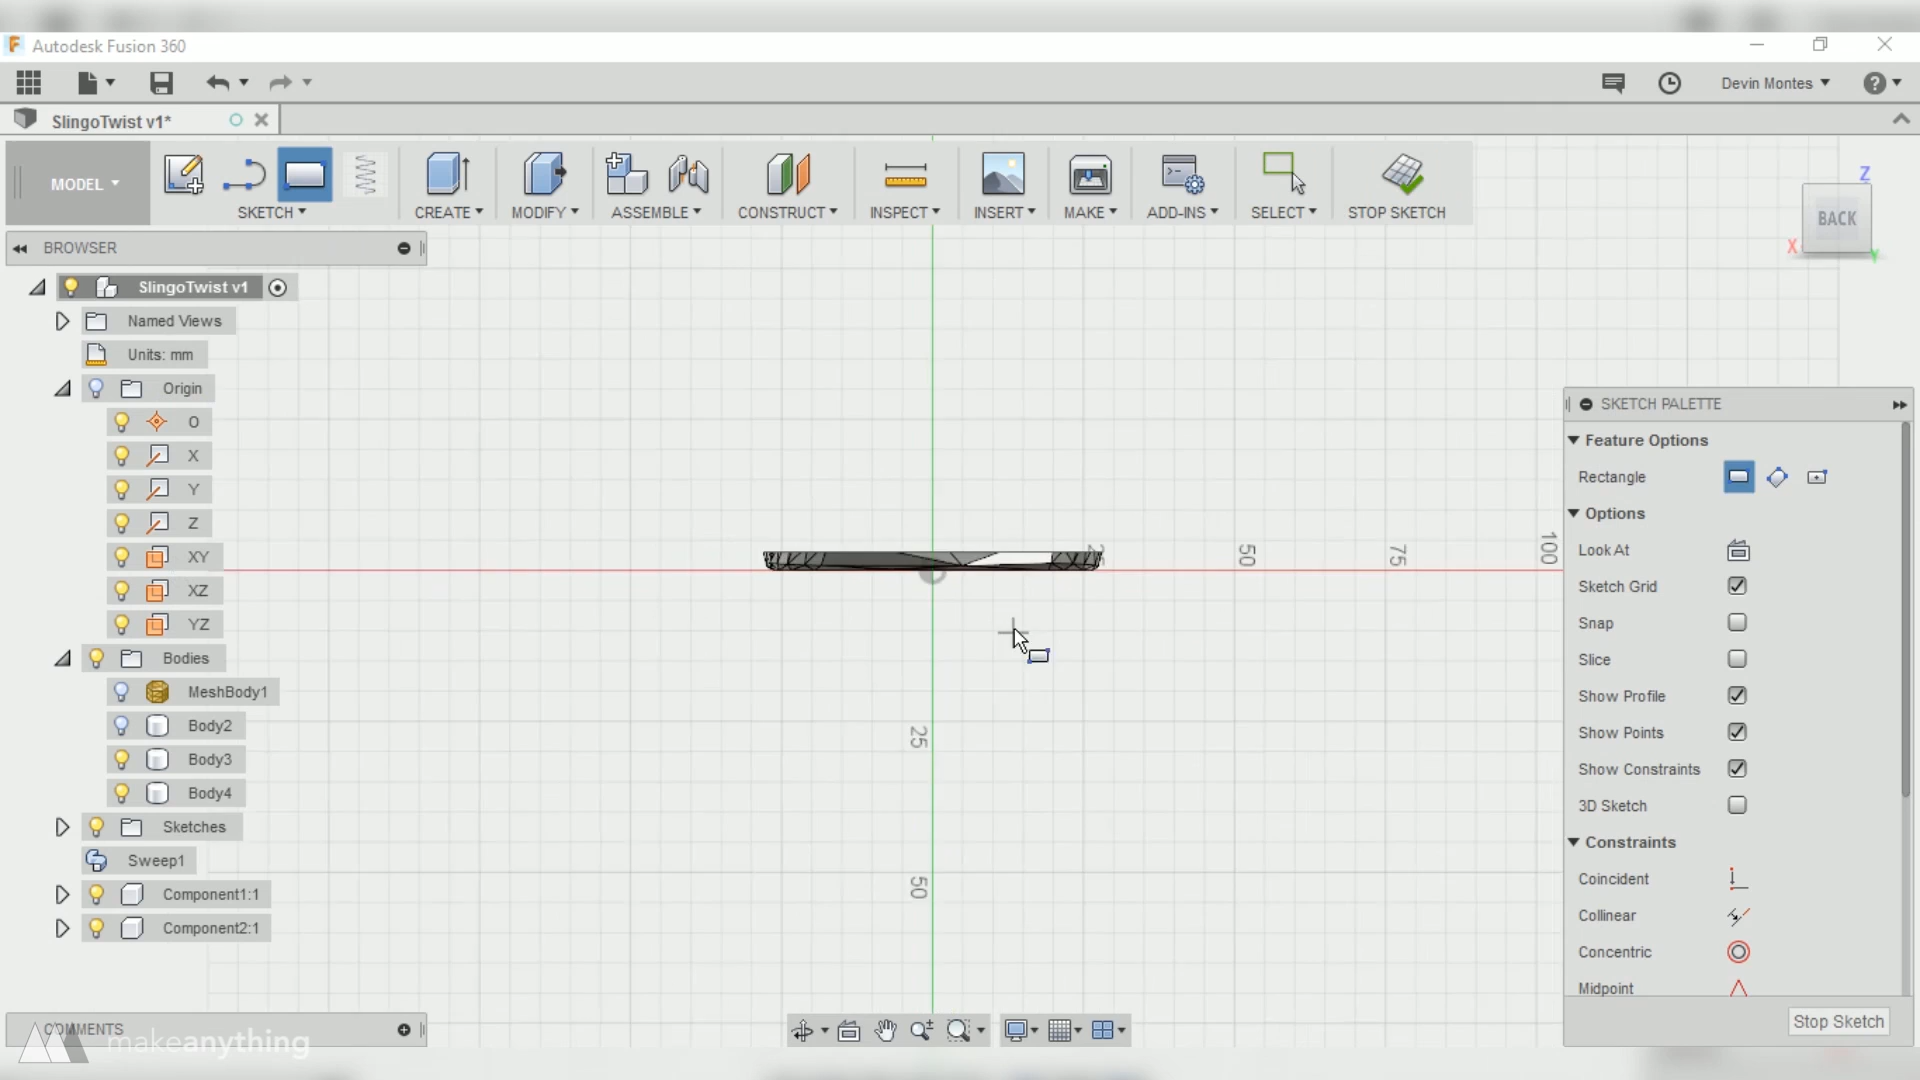 Autodesk Fusion 360
Devin Montes
SlingoTwist v1*
MODEL
SKETCH
CREATE
MODIFY
ASSEMBLE
CONSTRUCT
INSPECT
INSERT
MAKE
ADD-INS
SELECT
STOP SKETCH
Z
BACK
X
Y
BROWSER
SlingoTwist v1
Named Views
Units: mm
Origin
O
X
Y
Z
XY
XZ
YZ
Bodies
MeshBody1
Body2
Body3
Body4
Sketches
Sweep1
Component1:1
Component2:1
50
75
100
25
50
SKETCH PALETTE
Feature Options
Rectangle
Options
Look At
Sketch Grid
Snap
Slice
Show Profile
Show Points
Show Constraints
3D Sketch
Constraints
Coincident
Collinear
Concentric
Midpoint
Stop Sketch
COMMENTS
makeanything